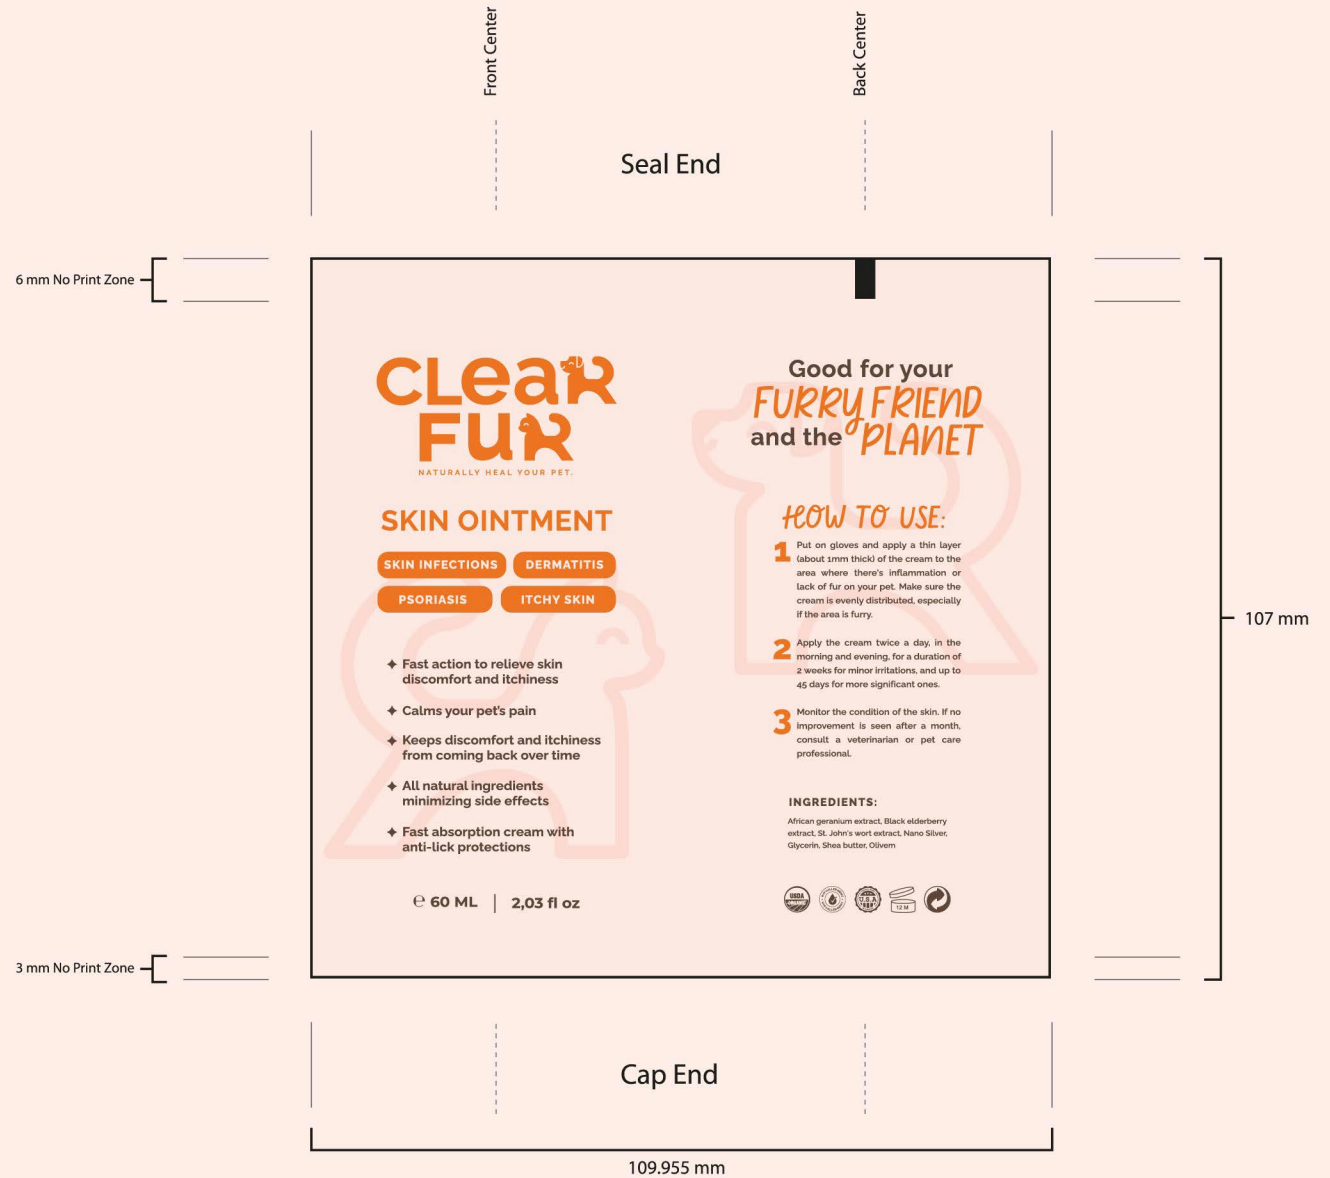 Front Center
Back Center
Seal End
6 mm No Print Zone
CLeaR
FuR
NATURALLY HEAL YOUR PET.
SKIN OINTMENT
SKIN INFECTIONS
DERMATITIS
PSORIASIS
ITCHY SKIN
Fast action to relieve skin
discomfort and itchiness
Calms your pet's pain
Keeps discomfort and itchiness
from coming back over time
All natural ingredients
minimizing side effects
Fast absorption cream with
anti-lick protections
℮ 60 ML | 2,03 fl oz
Good for your
FURRY FRIEND
and the PLANET
HOW TO USE:
1 Put on gloves and apply a thin layer
(about 1mm thick) of the cream to the
area where there's inflammation or
lack of fur on your pet. Make sure the
cream is evenly distributed, especially
if the area is furry.
2 Apply the cream twice a day, in the
morning and evening, for a duration of
2 weeks for minor irritations, and up to
45 days for more significant ones.
3 Monitor the condition of the skin. If no
improvement is seen after a month,
consult a veterinarian or pet care
professional.
INGREDIENTS:
African geranium extract, Black elderberry
extract, St. John's wort extract, Nano Silver,
Glycerin, Shea butter, Olivem
USDA
ORGANIC
U.S.A
12 M
107 mm
3 mm No Print Zone
Cap End
109.955 mm